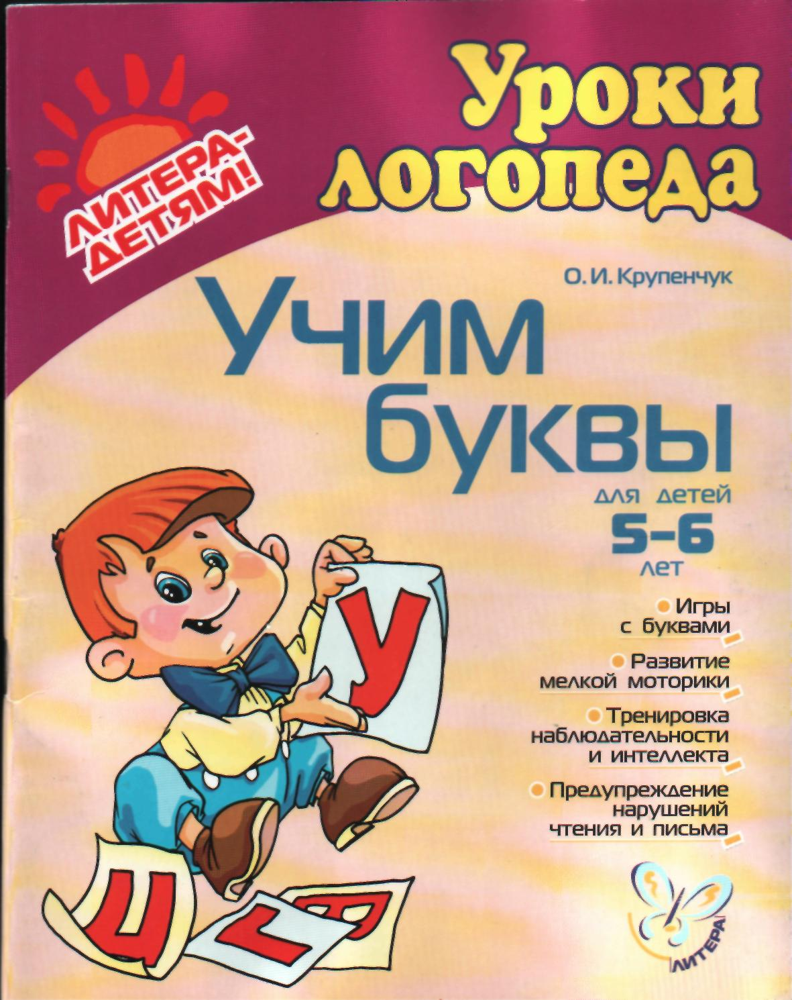 Уроки
логопеда
ЛИТЕРА-
ДЕТЯМ!
О. И. Крупенчук
Учим
буквы
для детей
5–6
лет
Игры
с буквами
Развитие
мелкой моторики
Тренировка
наблюдательности
и интеллекта
Предупреждение
нарушений
чтения и письма
У
Ц
Г
В
ЛИТЕРА